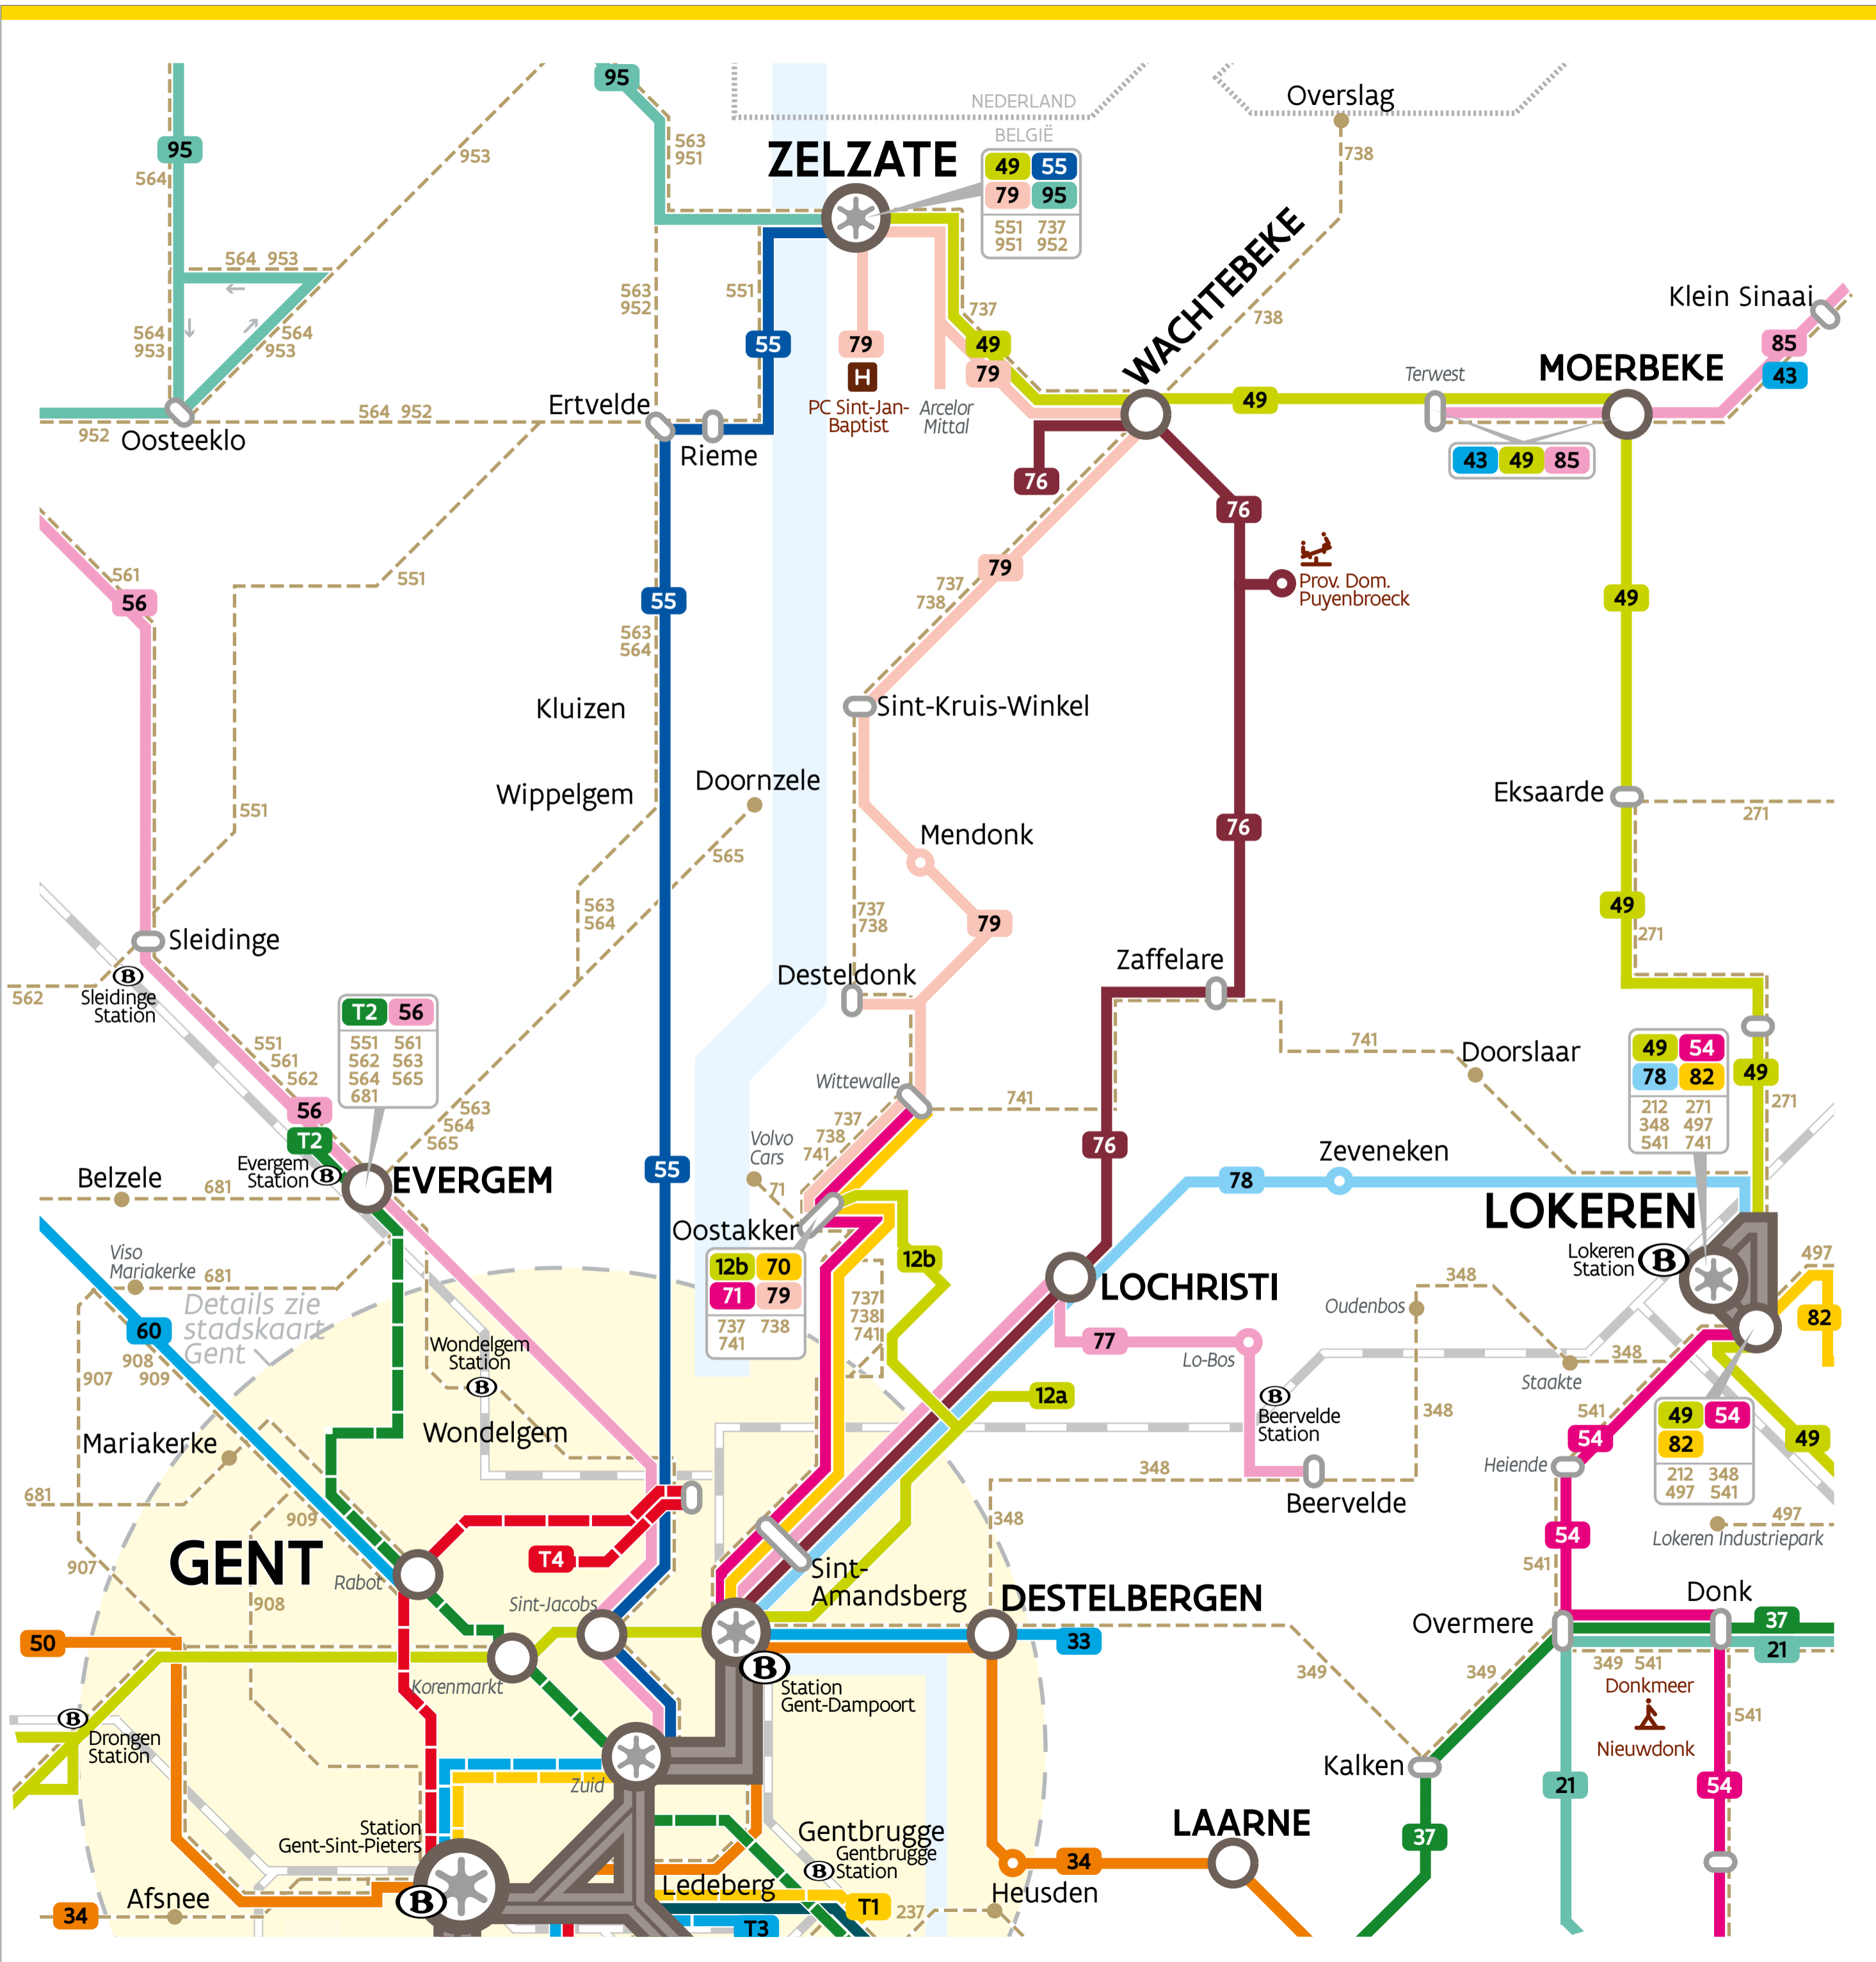 95
NEDERLAND
BELGIË
Overslag
95
564
953
563
951
738
ZELZATE
49 55
79 95
551 737
951 952
WACHTEBEKE
564 953
564
953
564
953
563
952
551
55
79
H
PC Sint-Jan-
Baptist
Arcelor
Mittal
737
49
79
738
Klein Sinaai
85
43
MOERBEKE
Terwest
49
43 49 85
Ertvelde
Rieme
564 952
952
Oosteeklo
76
76
561
56
551
55
563
564
79
737
738
Prov. Dom.
Puyenbroeck
49
Kluizen
Sint-Kruis-Winkel
Wippelgem
Doornzele
565
551
Mendonk
76
Eksaarde
271
563
564
737
738
79
49
271
Sleidinge
B
Sleidinge
Station
562
Desteldonk
Zaffelare
T2 56
551 561
562 563
564 565
681
551
561
562
56
T2
563
564
565
Evergem
Station
B
EVERGEM
Belzele
681
55
Wittewalle
741
737
738
741
Volvo
Cars
71
76
741
Doorslaar
49 54
78 82
212 271
348 497
541 741
49
271
Zeveneken
78
LOKEREN
Lokeren
Station
B
497
82
Oostakker
12b 70
71 79
737 738
741
12b
737
738
741
LOCHRISTI
77
Lo-Bos
348
Oudenbos
348
Staakte
Viso
Mariakerke
681
60
Details zie
stadskaart
Gent
908
909
907
Wondelgem
Station
B
Wondelgem
Mariakerke
681
12a
B
Beervelde
Station
348
348
Beervelde
541
54
Heiende
49 54
82
212 348
497 541
49
497
Lokeren Industriepark
909
GENT
Rabot
907
908
T4
Sint-Jacobs
Sint-
Amandsberg
348
DESTELBERGEN
33
54
541
Donk
Overmere
37
21
349 541
349
349
Donkmeer
Nieuwdonk
541
50
Korenmarkt
B
Station
Gent-Dampoort
B
Drongen
Station
Zuid
Kalken
21
54
Station
Gent-Sint-Pieters
B
Gentbrugge
Gentbrugge
Station
B
LAARNE
37
34
Heusden
Ledeberg
T1
T3
237
Afsnee
34